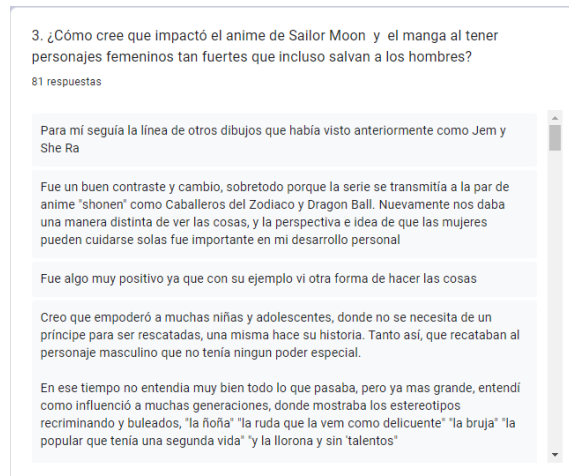 3. ¿Cómo cree que impactó el anime de Sailor Moon y el manga al tener
personajes femeninos tan fuertes que incluso salvan a los hombres?
81 respuestas
Para mí seguía la línea de otros dibujos que había visto anteriormente como Jem y
She Ra
Fue un buen contraste y cambio, sobretodo porque la serie se transmitía a la par de
anime "shonen" como Caballeros del Zodiaco y Dragon Ball. Nuevamente nos daba
una manera distinta de ver las cosas, y la perspectiva e idea de que las mujeres
pueden cuidarse solas fue importante en mi desarrollo personal
Fue algo muy positivo ya que con su ejemplo vi otra forma de hacer las cosas
Creo que empoderó a muchas niñas y adolescentes, donde no se necesita de un
príncipe para ser rescatadas, una misma hace su historia. Tanto así, que recataban al
personaje masculino que no tenía ningun poder especial.
En ese tiempo no entendia muy bien todo lo que pasaba, pero ya mas grande, entendí
como influenció a muchas generaciones, donde mostraba los estereotipos
recriminando y buleados, "la ñoña" "la ruda que la vem como delicuente" "la bruja" "la
popular que tenía una segunda vida" "y la llorona y sin 'talentos"